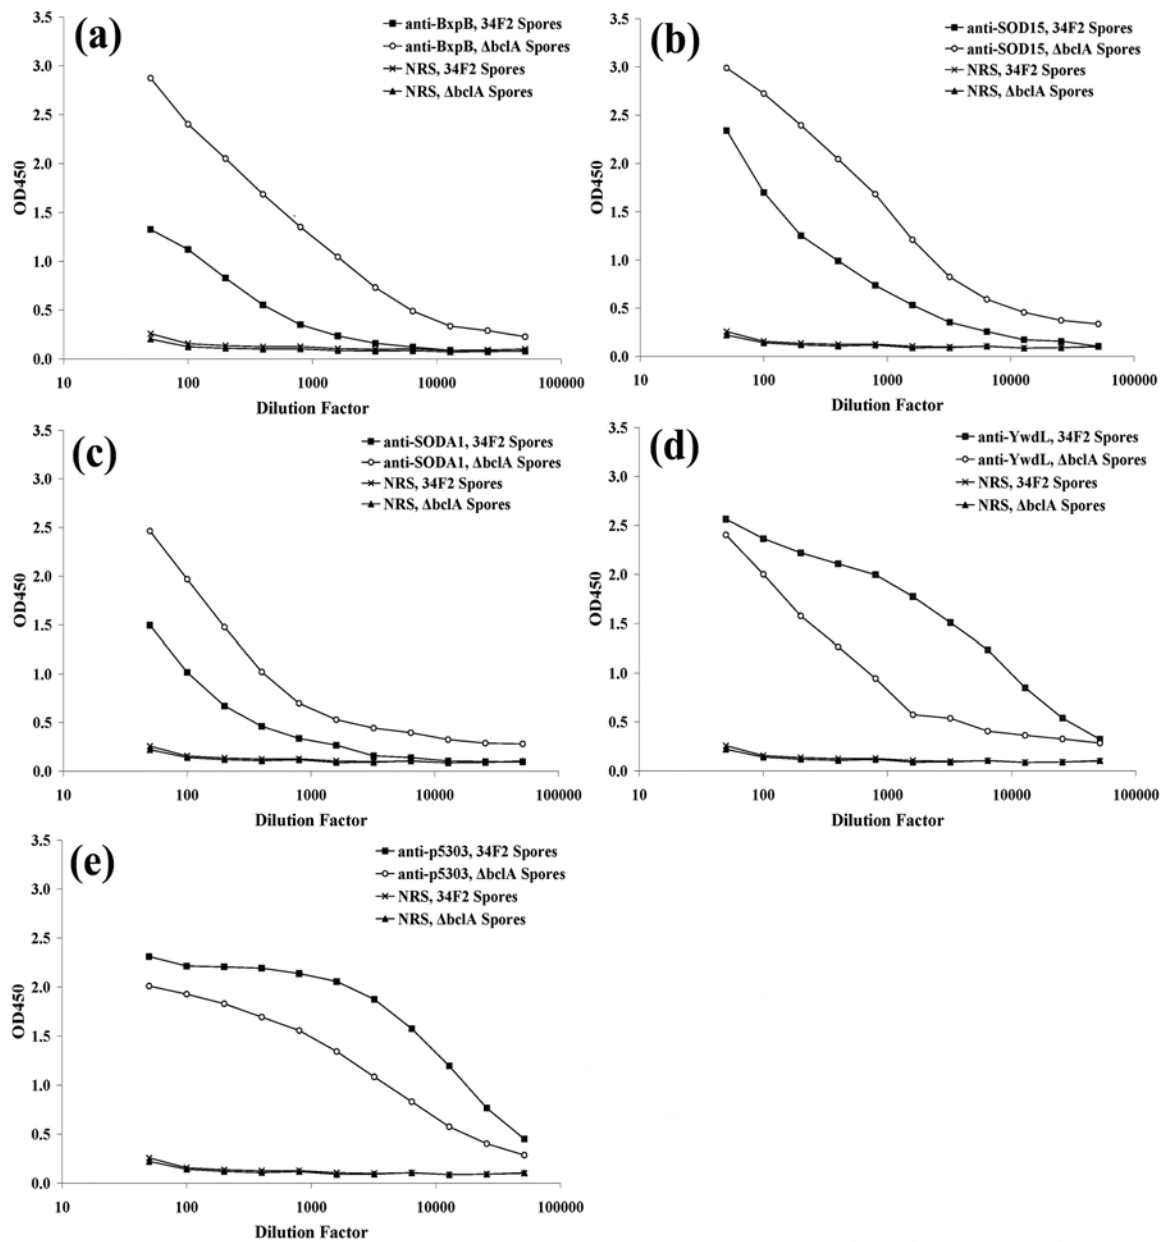 (a)
anti-BxpB, 34F2 Spores
anti-BxpB, ΔbclA Spores
NRS, 34F2 Spores
NRS, ΔbclA Spores
3.5
3.0
2.5
2.0
1.5
1.0
0.5
0.0
OD450
10 100 1000 10000 100000
Dilution Factor
(b)
anti-SOD15, 34F2 Spores
anti-SOD15, ΔbclA Spores
NRS, 34F2 Spores
NRS, ΔbclA Spores
3.5
3.0
2.5
2.0
1.5
1.0
0.5
0.0
OD450
10 100 1000 10000 100000
Dilution Factor
(c)
anti-SODA1, 34F2 Spores
anti-SODA1, ΔbclA Spores
NRS, 34F2 Spores
NRS, ΔbclA Spores
3.5
3.0
2.5
2.0
1.5
1.0
0.5
0.0
OD450
10 100 1000 10000 100000
Dilution Factor
(d)
anti-YwdL, 34F2 Spores
anti-YwdL, ΔbclA Spores
NRS, 34F2 Spores
NRS, ΔbclA Spores
3.5
3.0
2.5
2.0
1.5
1.0
0.5
0.0
OD450
10 100 1000 10000 100000
Dilution Factor
(e)
anti-p5303, 34F2 Spores
anti-p5303, ΔbclA Spores
NRS, 34F2 Spores
NRS, ΔbclA Spores
3.5
3.0
2.5
2.0
1.5
1.0
0.5
0.0
OD450
10 100 1000 10000 100000
Dilution Factor